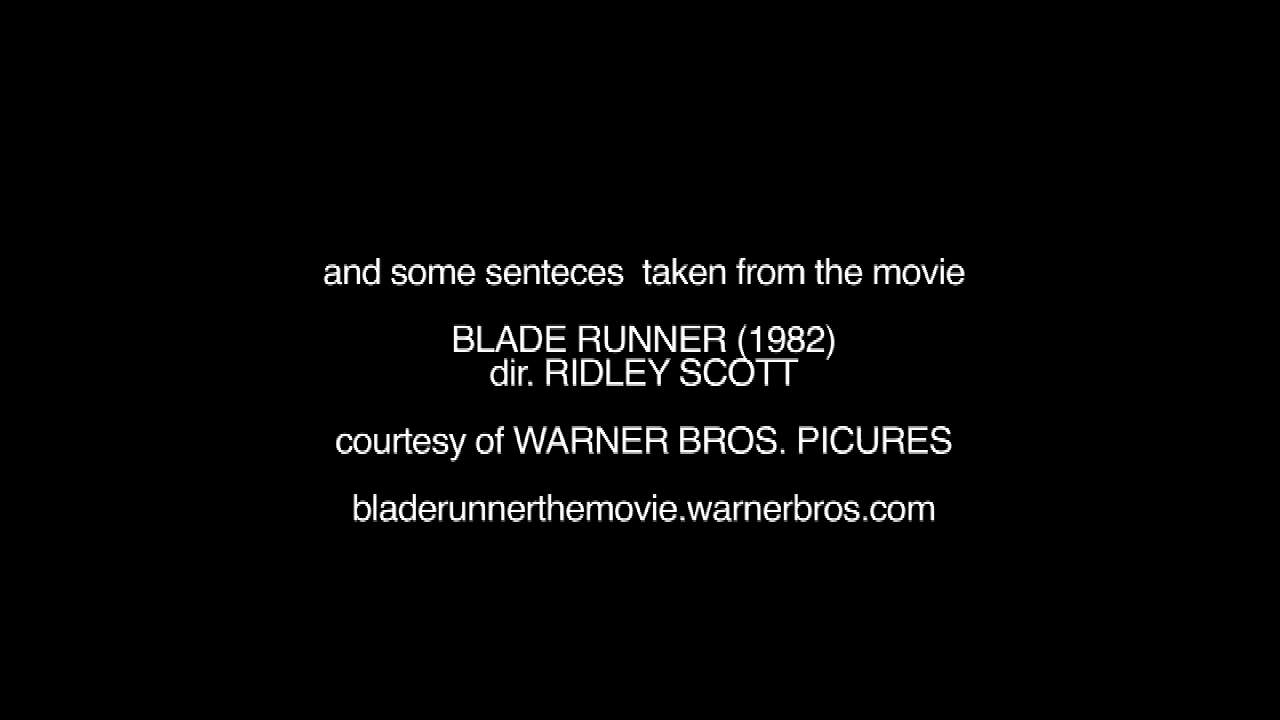 and some senteces  taken from the movie
BLADE RUNNER (1982)
dir. RIDLEY SCOTT
courtesy of WARNER BROS. PICURES
bladerunnerthemovie.warnerbros.com